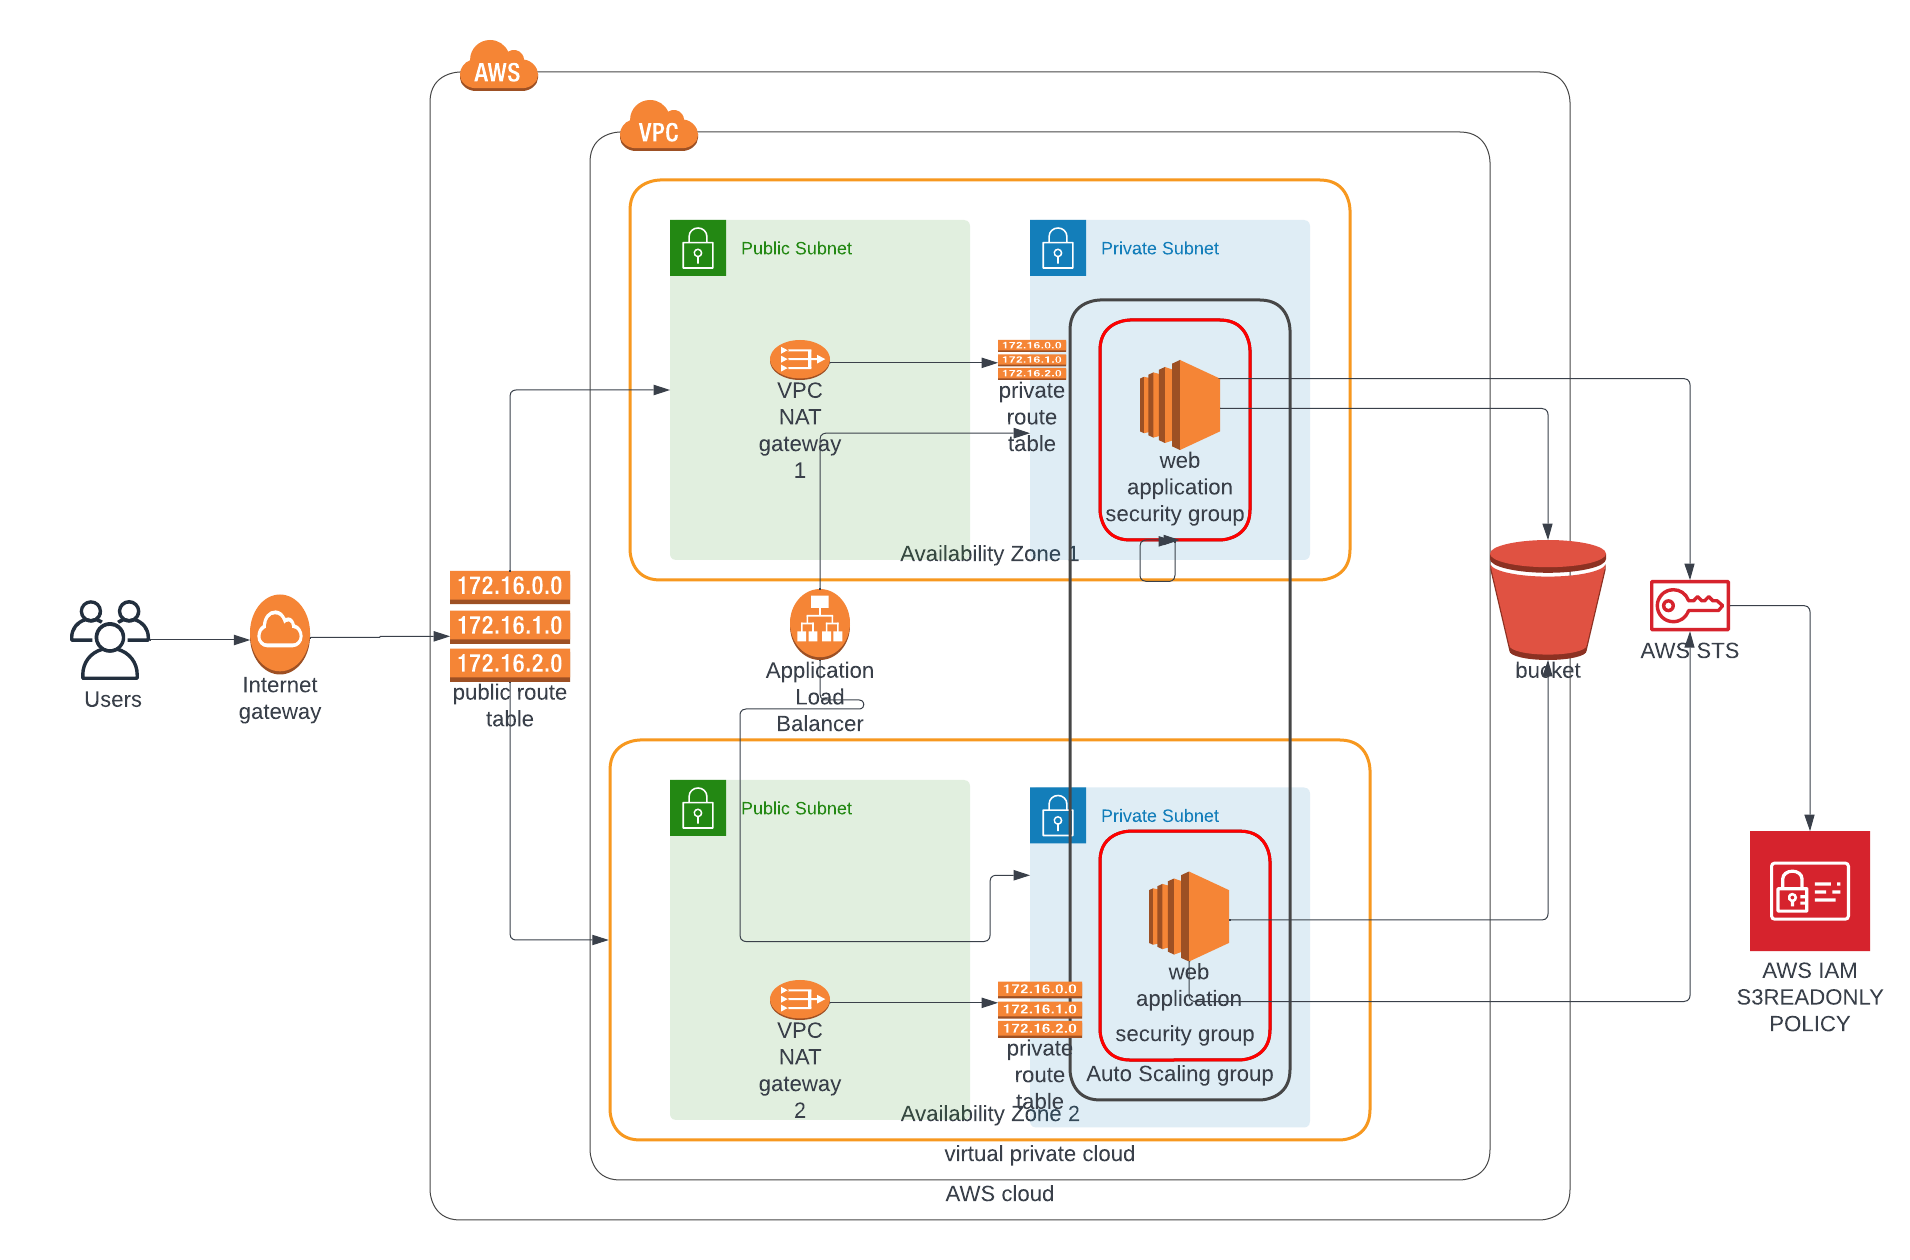 AWS
VPC
Public Subnet
Private Subnet
VPC
NAT
gateway
1
172.16.0.0
172.16.1.0
172.16.2.0
private
route
table
web
application
security group
Availability Zone 1
Users
Internet
gateway
172.16.0.0
172.16.1.0
172.16.2.0
public route
table
Application
Load
Balancer
bucket
AWS STS
Public Subnet
Private Subnet
VPC
NAT
gateway
2
172.16.0.0
172.16.1.0
172.16.2.0
private
route
table
web
application
security group
Auto Scaling group
Availability Zone 2
AWS IAM
S3READONLY
POLICY
virtual private cloud
AWS cloud